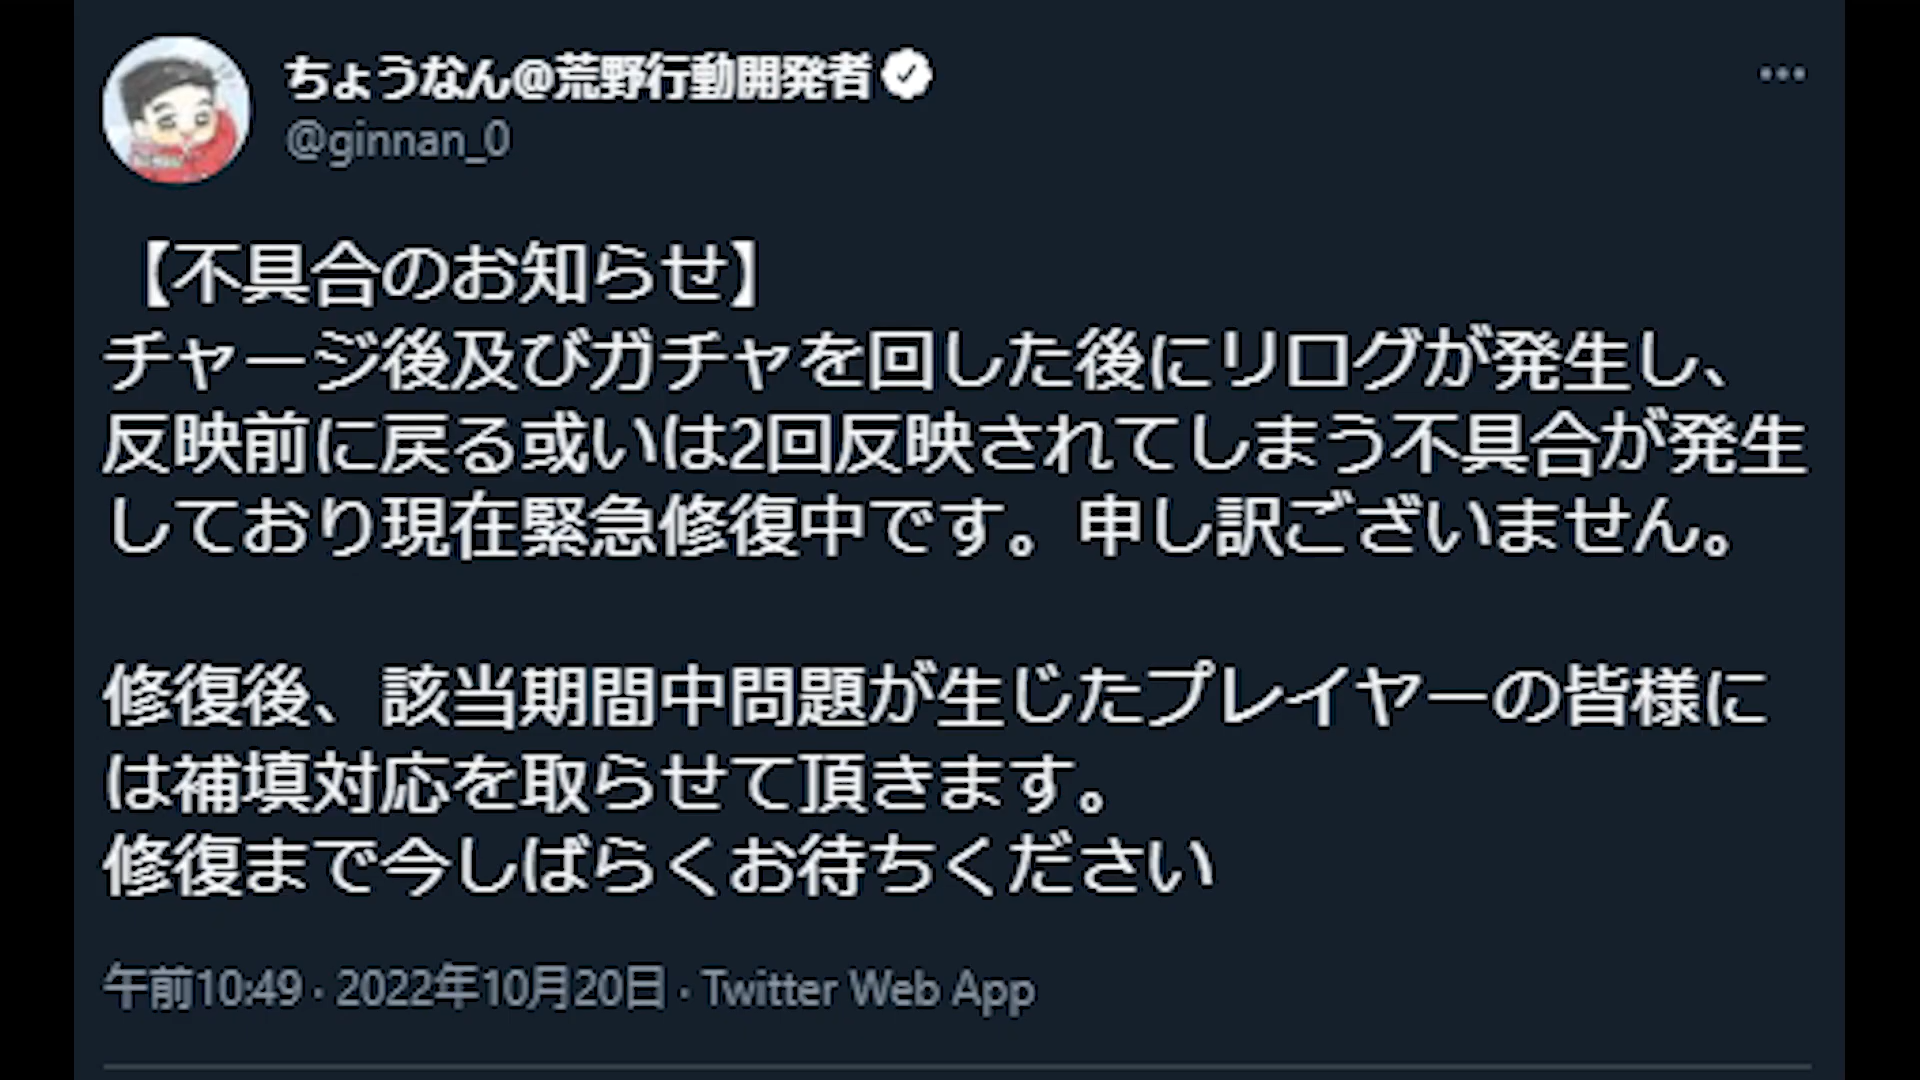 ちょうなん@荒野行動開発者
@ginnan_0
【不具合のお知らせ】
チャージ後及びガチャを回した後にリログが発生し、
反映前に戻る或いは2回反映されてしまう不具合が発生
しており現在緊急修復中です。申し訳ございません。
修復後、該当期間中問題が生じたプレイヤーの皆様に
は補填対応を取らせて頂きます。
修復まで今しばらくお待ちください
午前10:49 · 2022年10月20日 · Twitter Web App